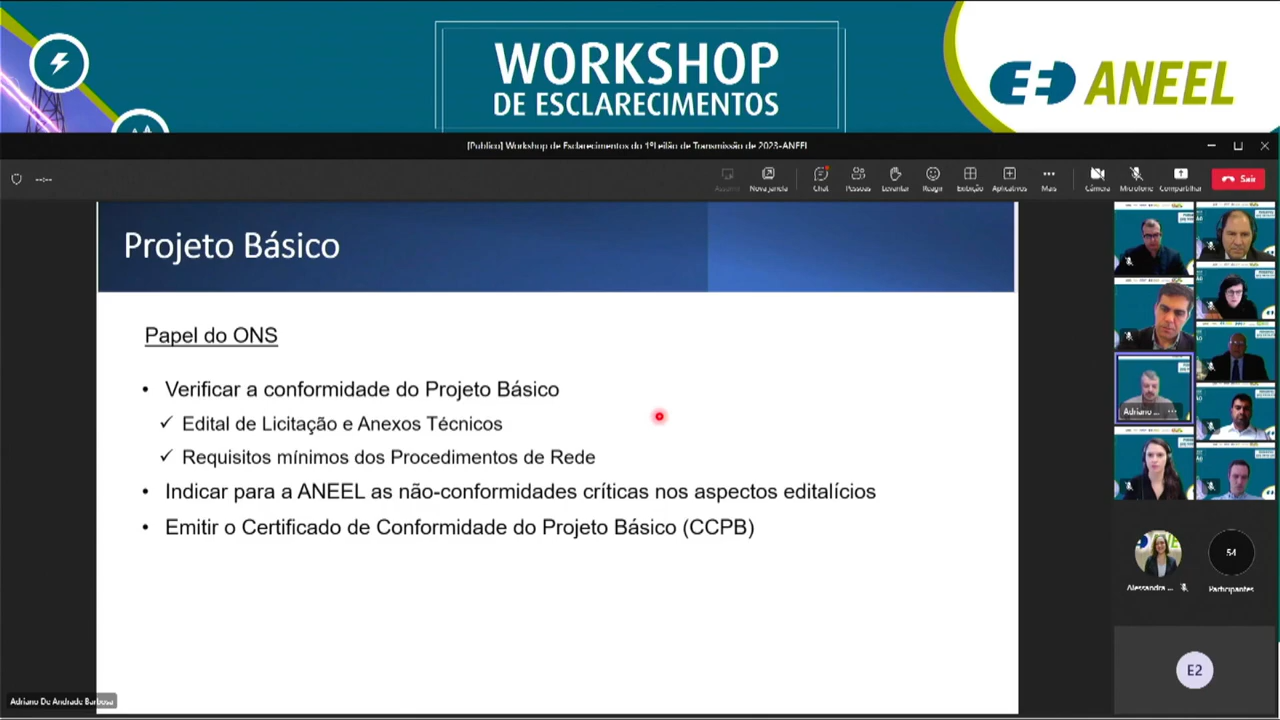 WORKSHOP
DE ESCLARECIMENTOS
ANEEL
[Público] Workshop de Esclarecimentos do 1º Leilão de Transmissão de 2023-ANEEL
--:--
Nova janela
Chat
Pessoas
Levantar
Reagir
Exibição
Aplicativos
Mais
Câmera
Microfone
Compartilhar
Sair
Projeto Básico
Papel do ONS
• Verificar a conformidade do Projeto Básico
✓ Edital de Licitação e Anexos Técnicos
✓ Requisitos mínimos dos Procedimentos de Rede
• Indicar para a ANEEL as não-conformidades críticas nos aspectos editalícios
• Emitir o Certificado de Conformidade do Projeto Básico (CCPB)
Adriano ...
Alessandra ...
54
Participantes
E2
Adriano De Andrade Barbosa